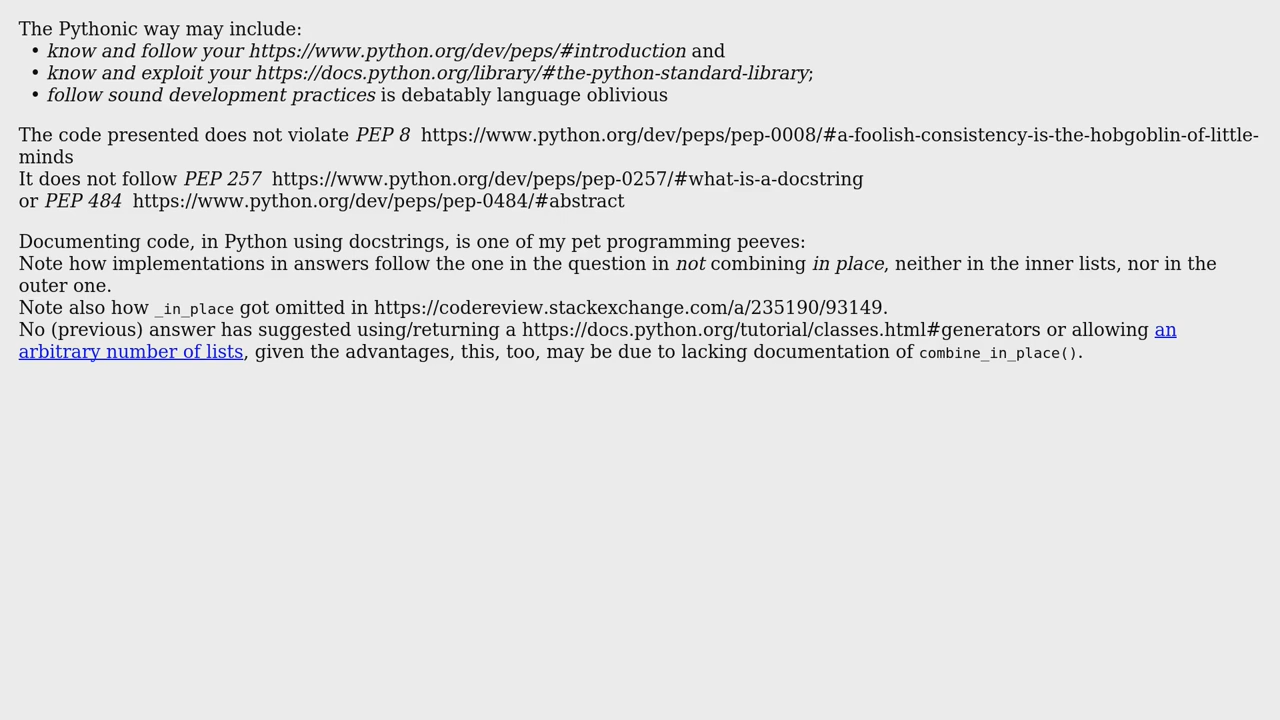 The Pythonic way may include:
• know and follow your https://www.python.org/dev/peps/#introduction and
• know and exploit your https://docs.python.org/library/#the-python-standard-library;
• follow sound development practices is debatably language oblivious
The code presented does not violate PEP 8 https://www.python.org/dev/peps/pep-0008/#a-foolish-consistency-is-the-hobgoblin-of-little-
minds
It does not follow PEP 257 https://www.python.org/dev/peps/pep-0257/#what-is-a-docstring
or PEP 484 https://www.python.org/dev/peps/pep-0484/#abstract
Documenting code, in Python using docstrings, is one of my pet programming peeves:
Note how implementations in answers follow the one in the question in not combining in place, neither in the inner lists, nor in the
outer one.
Note also how _in_place got omitted in https://codereview.stackexchange.com/a/235190/93149.
No (previous) answer has suggested using/returning a https://docs.python.org/tutorial/classes.html#generators or allowing an
arbitrary number of lists, given the advantages, this, too, may be due to lacking documentation of combine_in_place().